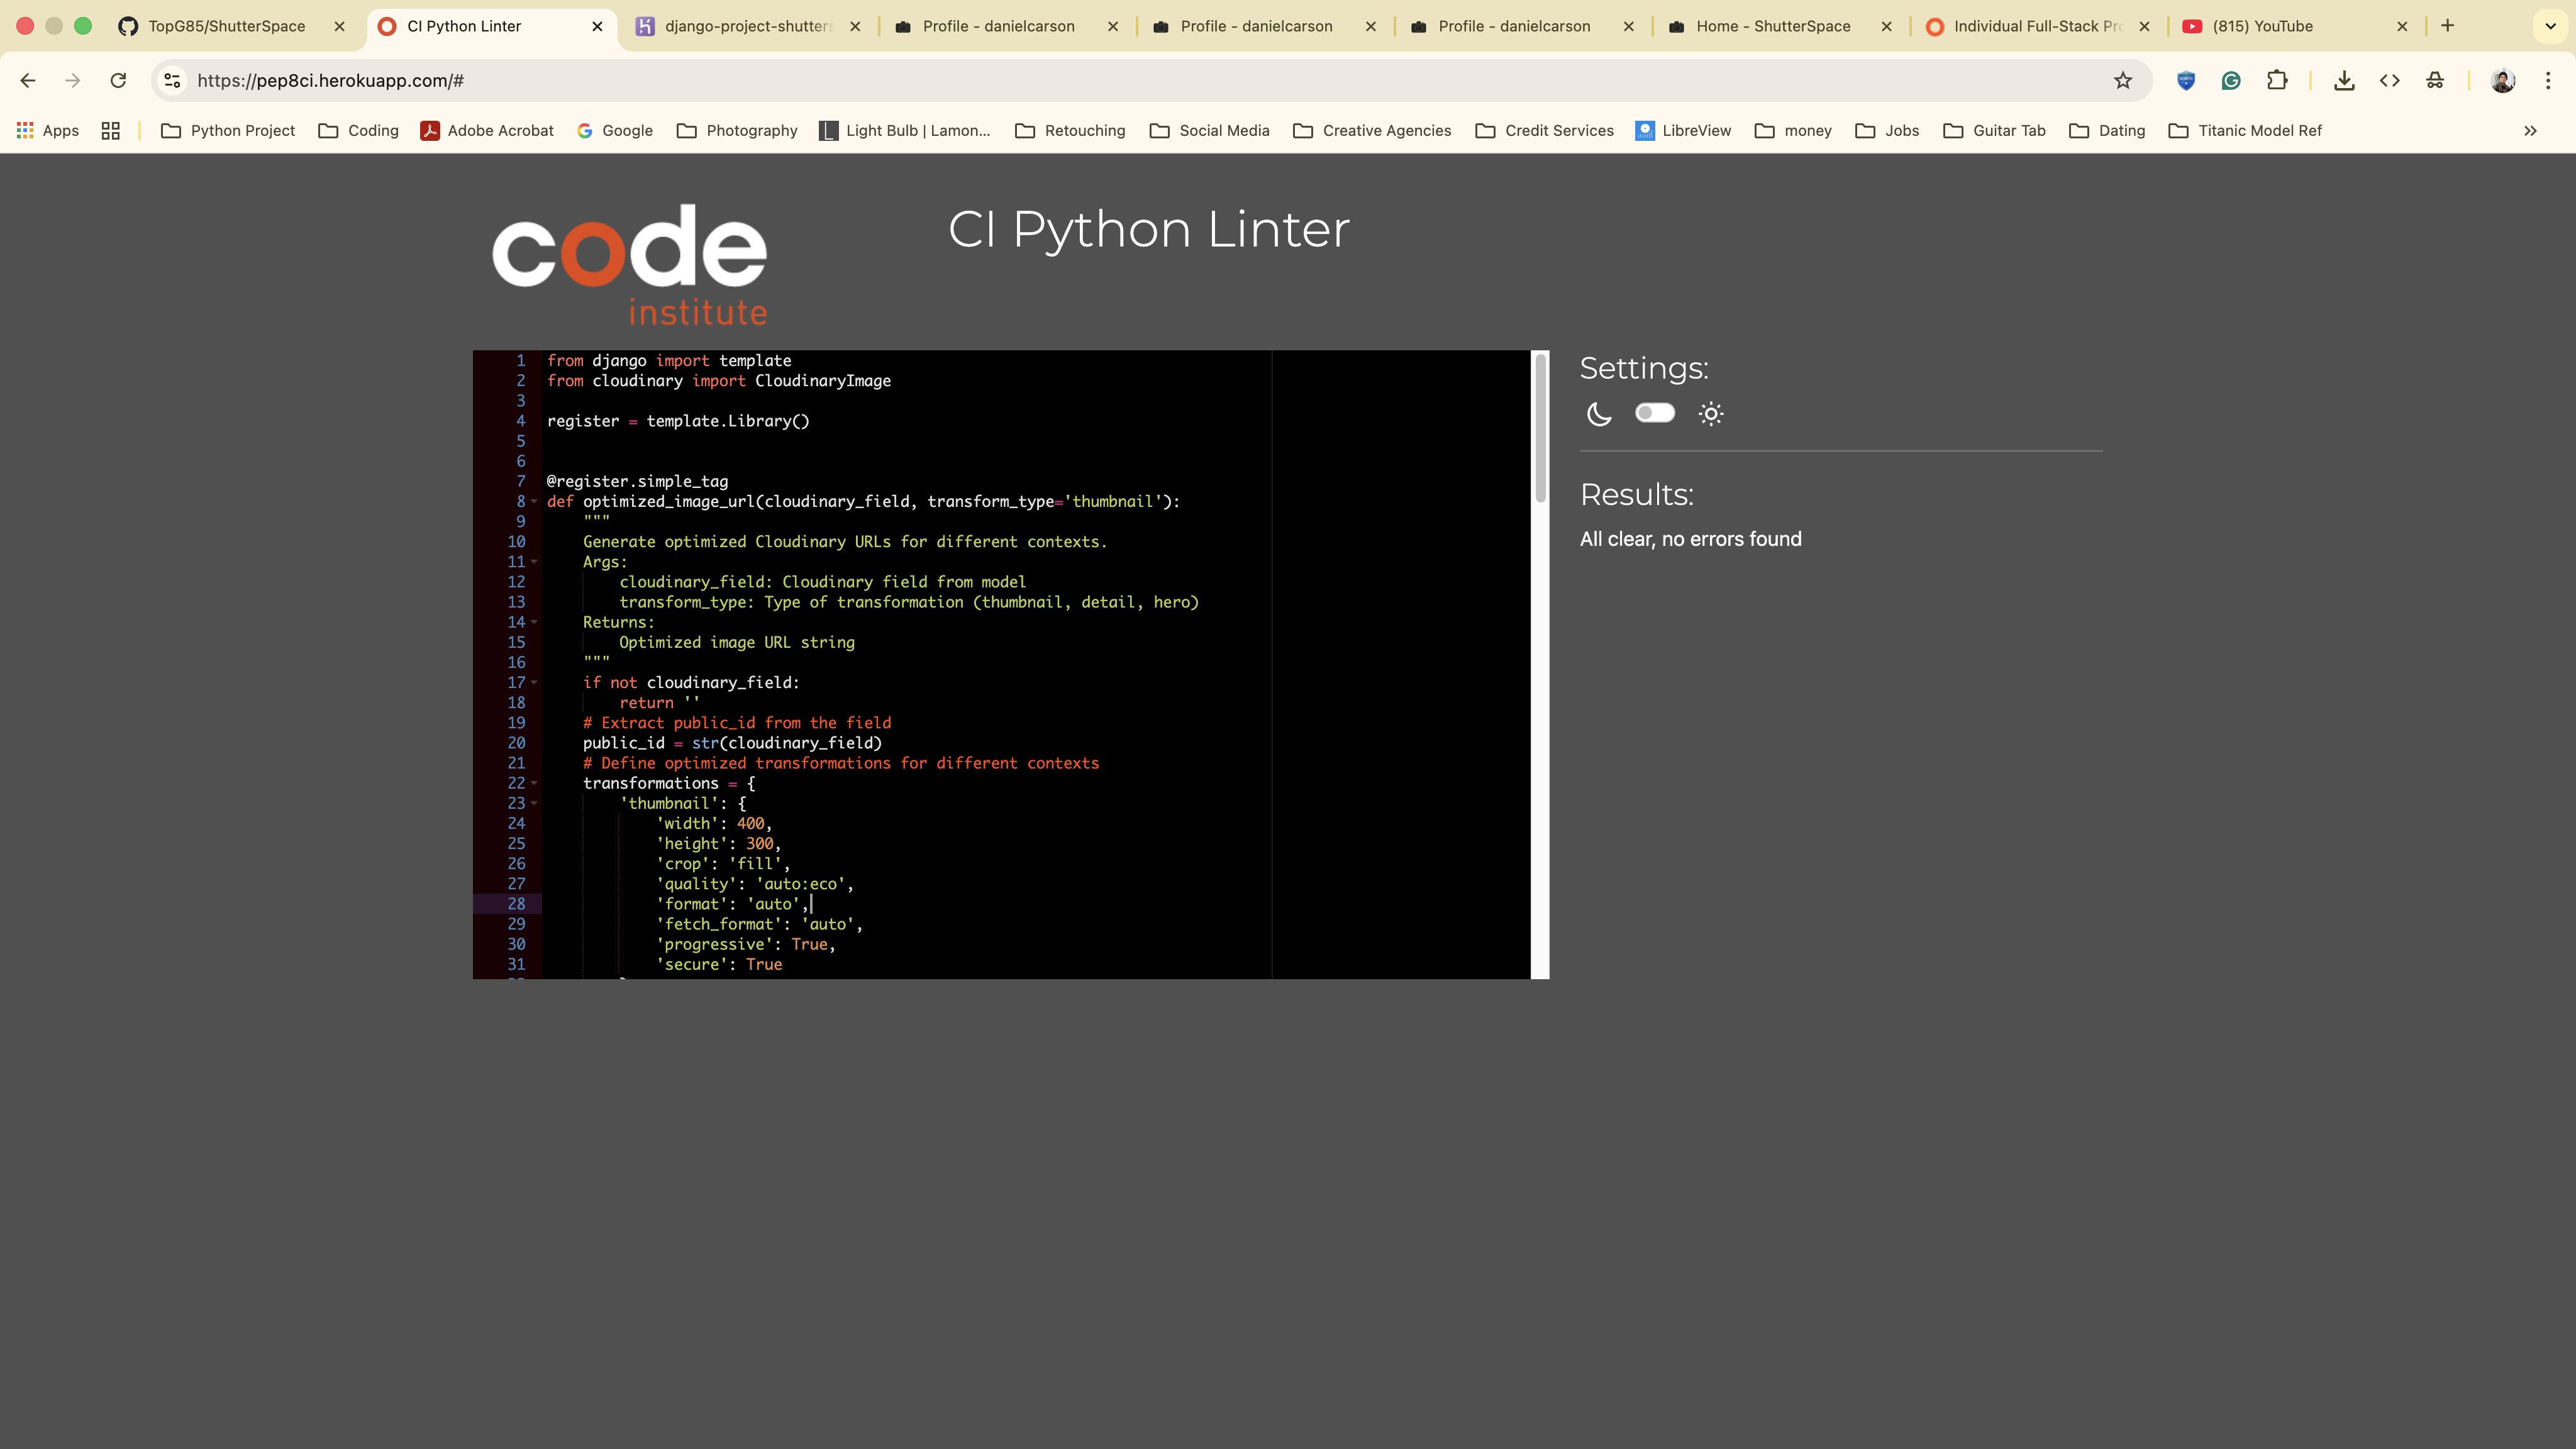 TopG85/ShutterSpace
CI Python Linter
django-project-shutters
Profile - danielcarson
Profile - danielcarson
Profile - danielcarson
Home - ShutterSpace
Individual Full-Stack Pro
(815) YouTube
https://pep8ci.herokuapp.com/#
Apps
Python Project
Coding
Adobe Acrobat
Google
Photography
Light Bulb | Lamon...
Retouching
Social Media
Creative Agencies
Credit Services
LibreView
money
Jobs
Guitar Tab
Dating
Titanic Model Ref
code
institute
CI Python Linter
1 from django import template
2 from cloudinary import CloudinaryImage
3
4 register = template.Library()
5
6
7 @register.simple_tag
8 def optimized_image_url(cloudinary_field, transform_type='thumbnail'):
9 """
10 Generate optimized Cloudinary URLs for different contexts.
11 Args:
12 cloudinary_field: Cloudinary field from model
13 transform_type: Type of transformation (thumbnail, detail, hero)
14 Returns:
15 Optimized image URL string
16 """
17 if not cloudinary_field:
18 return ''
19 # Extract public_id from the field
20 public_id = str(cloudinary_field)
21 # Define optimized transformations for different contexts
22 transformations = {
23 'thumbnail': {
24 'width': 400,
25 'height': 300,
26 'crop': 'fill',
27 'quality': 'auto:eco',
28 'format': 'auto',
29 'fetch_format': 'auto',
30 'progressive': True,
31 'secure': True
Settings:
Results:
All clear, no errors found